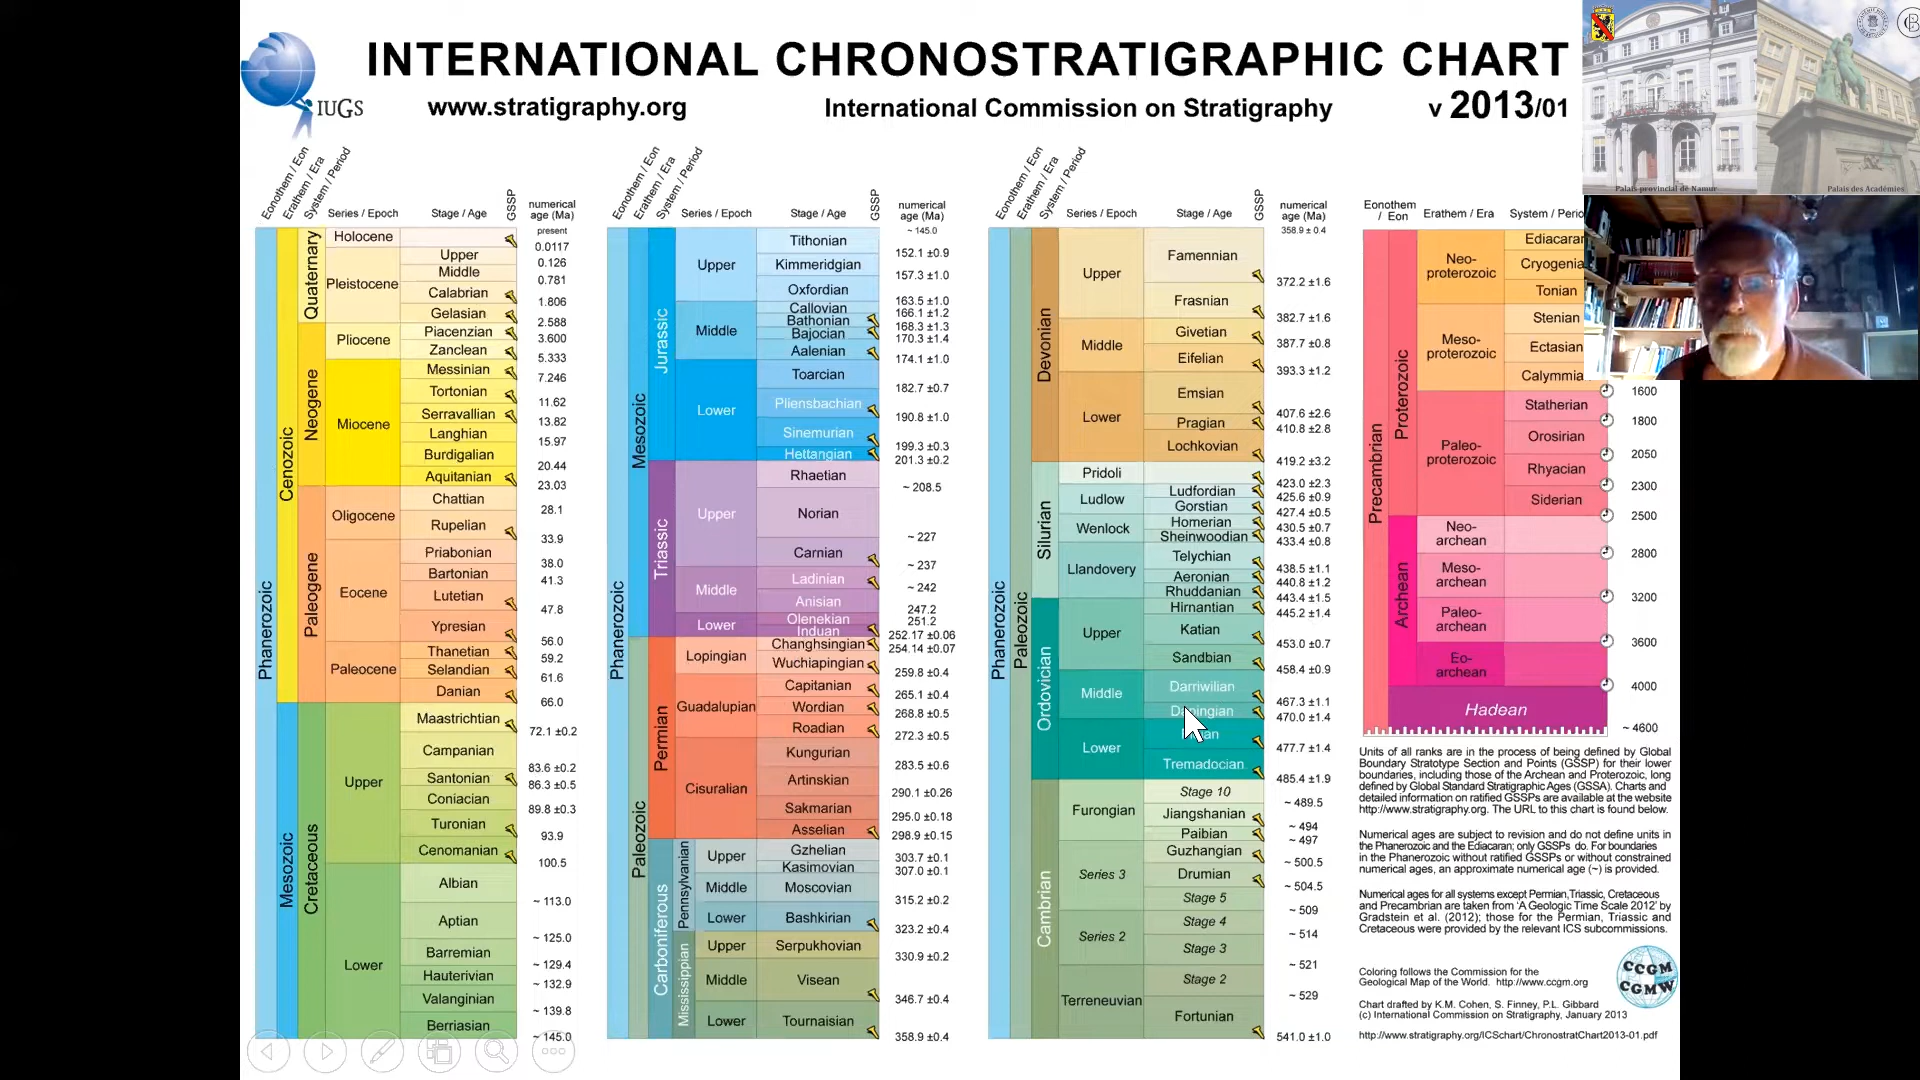 INTERNATIONAL CHRONOSTRATIGRAPHIC CHART
IUGS
www.stratigraphy.org
International Commission on Stratigraphy
v 2013/01
Palais provincial de Namur
Palais des Académies
Eonothem / Eon
Erathem / Era
System / Period
Series / Epoch
Stage / Age
GSSP
numerical
age (Ma)
Phanerozoic
Cenozoic
Mesozoic
Quaternary
Neogene
Paleogene
Cretaceous
Holocene
Pleistocene
Pliocene
Miocene
Oligocene
Eocene
Paleocene
Upper
Lower
Upper
Middle
Calabrian
Gelasian
Piacenzian
Zanclean
Messinian
Tortonian
Serravallian
Langhian
Burdigalian
Aquitanian
Chattian
Rupelian
Priabonian
Bartonian
Lutetian
Ypresian
Thanetian
Selandian
Danian
Maastrichtian
Campanian
Santonian
Coniacian
Turonian
Cenomanian
Albian
Aptian
Barremian
Hauterivian
Valanginian
Berriasian
present
0.0117
0.126
0.781
1.806
2.588
3.600
5.333
7.246
11.62
13.82
15.97
20.44
23.03
28.1
33.9
38.0
41.3
47.8
56.0
59.2
61.6
66.0
72.1 ±0.2
83.6 ±0.2
86.3 ±0.5
89.8 ±0.3
93.9
100.5
~ 113.0
~ 125.0
~ 129.4
~ 132.9
~ 139.8
~ 145.0
Eonothem / Eon
Erathem / Era
System / Period
Series / Epoch
Stage / Age
GSSP
numerical
age (Ma)
Phanerozoic
Mesozoic
Paleozoic
Jurassic
Triassic
Permian
Carboniferous
Pennsylvanian
Mississippian
Upper
Middle
Lower
Upper
Middle
Lower
Lopingian
Guadalupian
Cisuralian
Upper
Middle
Lower
Upper
Middle
Lower
Tithonian
Kimmeridgian
Oxfordian
Callovian
Bathonian
Bajocian
Aalenian
Toarcian
Pliensbachian
Sinemurian
Hettangian
Rhaetian
Norian
Carnian
Ladinian
Anisian
Olenekian
Induan
Changhsingian
Wuchiapingian
Capitanian
Wordian
Roadian
Kungurian
Artinskian
Sakmarian
Asselian
Gzhelian
Kasimovian
Moscovian
Bashkirian
Serpukhovian
Visean
Tournaisian
~ 145.0
152.1 ±0.9
157.3 ±1.0
163.5 ±1.0
166.1 ±1.2
168.3 ±1.3
170.3 ±1.4
174.1 ±1.0
182.7 ±0.7
190.8 ±1.0
199.3 ±0.3
201.3 ±0.2
~ 208.5
~ 227
~ 237
~ 242
247.2
251.2
252.17 ±0.06
254.14 ±0.07
259.8 ±0.4
265.1 ±0.4
268.8 ±0.5
272.3 ±0.5
283.5 ±0.6
290.1 ±0.26
295.0 ±0.18
298.9 ±0.15
303.7 ±0.1
307.0 ±0.1
315.2 ±0.2
323.2 ±0.4
330.9 ±0.2
346.7 ±0.4
358.9 ±0.4
Eonothem / Eon
Erathem / Era
System / Period
Series / Epoch
Stage / Age
GSSP
numerical
age (Ma)
Phanerozoic
Paleozoic
Devonian
Silurian
Ordovician
Cambrian
Upper
Middle
Lower
Pridoli
Ludlow
Wenlock
Llandovery
Upper
Middle
Lower
Furongian
Series 3
Series 2
Terreneuvian
Famennian
Frasnian
Givetian
Eifelian
Emsian
Pragian
Lochkovian
Ludfordian
Gorstian
Homerian
Sheinwoodian
Telychian
Aeronian
Rhuddanian
Hirnantian
Katian
Sandbian
Darriwilian
Dapingian
Tremadocian
Stage 10
Jiangshanian
Paibian
Guzhangian
Drumian
Stage 5
Stage 4
Stage 3
Stage 2
Fortunian
358.9 ± 0.4
372.2 ±1.6
382.7 ±1.6
387.7 ±0.8
393.3 ±1.2
407.6 ±2.6
410.8 ±2.8
419.2 ±3.2
423.0 ±2.3
425.6 ±0.9
427.4 ±0.5
430.5 ±0.7
433.4 ±0.8
438.5 ±1.1
440.8 ±1.2
443.4 ±1.5
445.2 ±1.4
453.0 ±0.7
458.4 ±0.9
467.3 ±1.1
470.0 ±1.4
477.7 ±1.4
485.4 ±1.9
~ 489.5
~ 494
~ 497
~ 500.5
~ 504.5
~ 509
~ 514
~ 521
~ 529
541.0 ±1.0
Eonothem
/ Eon
Erathem / Era
System / Perio
Precambrian
Proterozoic
Archean
Neo-
proterozoic
Meso-
proterozoic
Paleo-
proterozoic
Neo-
archean
Meso-
archean
Paleo-
archean
Eo-
archean
Hadean
Ediacaran
Cryogenia
Tonian
Stenian
Ectasian
Calymmia
Statherian
Orosirian
Rhyacian
Siderian
1600
1800
2050
2300
2500
2800
3200
3600
4000
~ 4600
Units of all ranks are in the process of being defined by Global
Boundary Stratotype Section and Points (GSSP) for their lower
boundaries, including those of the Archean and Proterozoic, long
defined by Global Standard Stratigraphic Ages (GSSA). Charts and
detailed information on ratified GSSPs are available at the website
http://www.stratigraphy.org. The URL to this chart is found below.
Numerical ages are subject to revision and do not define units in
the Phanerozoic and the Ediacaran; only GSSPs do. For boundaries
in the Phanerozoic without ratified GSSPs or without constrained
numerical ages, an approximate numerical age (~) is provided.
Numerical ages for all systems except Permian,Triassic, Cretaceous
and Precambrian are taken from 'A Geologic Time Scale 2012' by
Gradstein et al. (2012); those for the Permian, Triassic and
Cretaceous were provided by the relevant ICS subcommissions.
Coloring follows the Commission for the
Geological Map of the World. http://www.ccgm.org
CCGM
CGMW
Chart drafted by K.M. Cohen, S. Finney, P.L. Gibbard
(c) International Commission on Stratigraphy, January 2013
http://www.stratigraphy.org/ICSchart/ChronostratChart2013-01.pdf